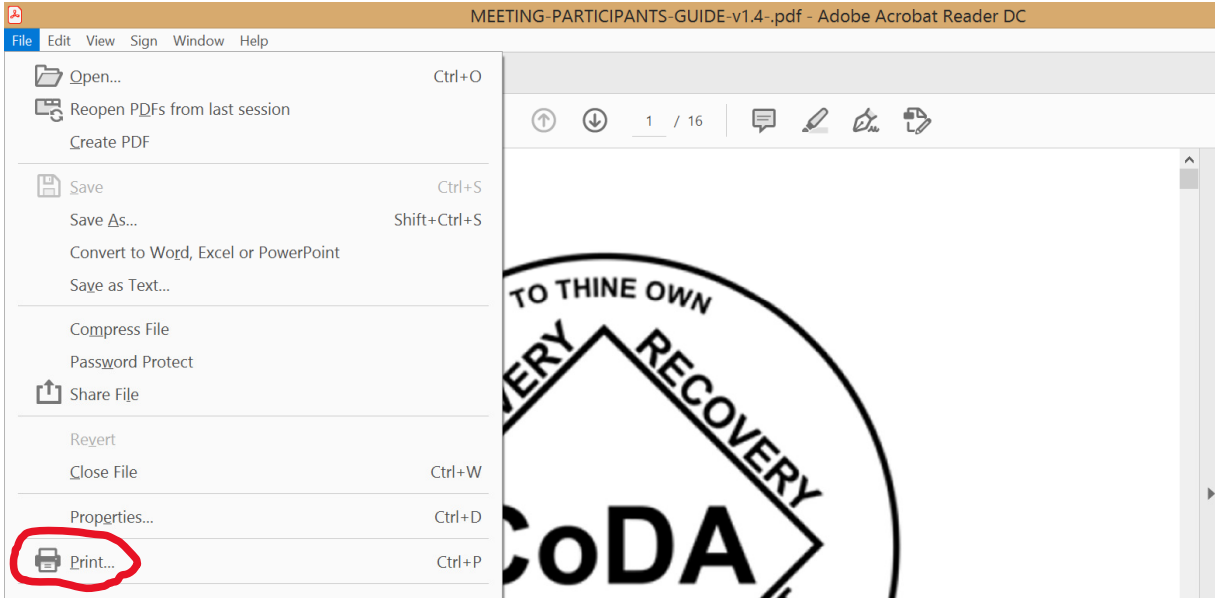 MEETING-PARTICIPANTS-GUIDE-v1.4-.pdf - Adobe Acrobat Reader DC
File Edit View Sign Window Help
Open... Ctrl+O
Reopen PDFs from last session
Create PDF
Save Ctrl+S
Save As... Shift+Ctrl+S
Convert to Word, Excel or PowerPoint
Save as Text...
Compress File
Password Protect
Share File
Revert
Close File Ctrl+W
Properties... Ctrl+D
Print... Ctrl+P
1 / 16
TO THINE OWN
VERY
RECOVERY
CoDA